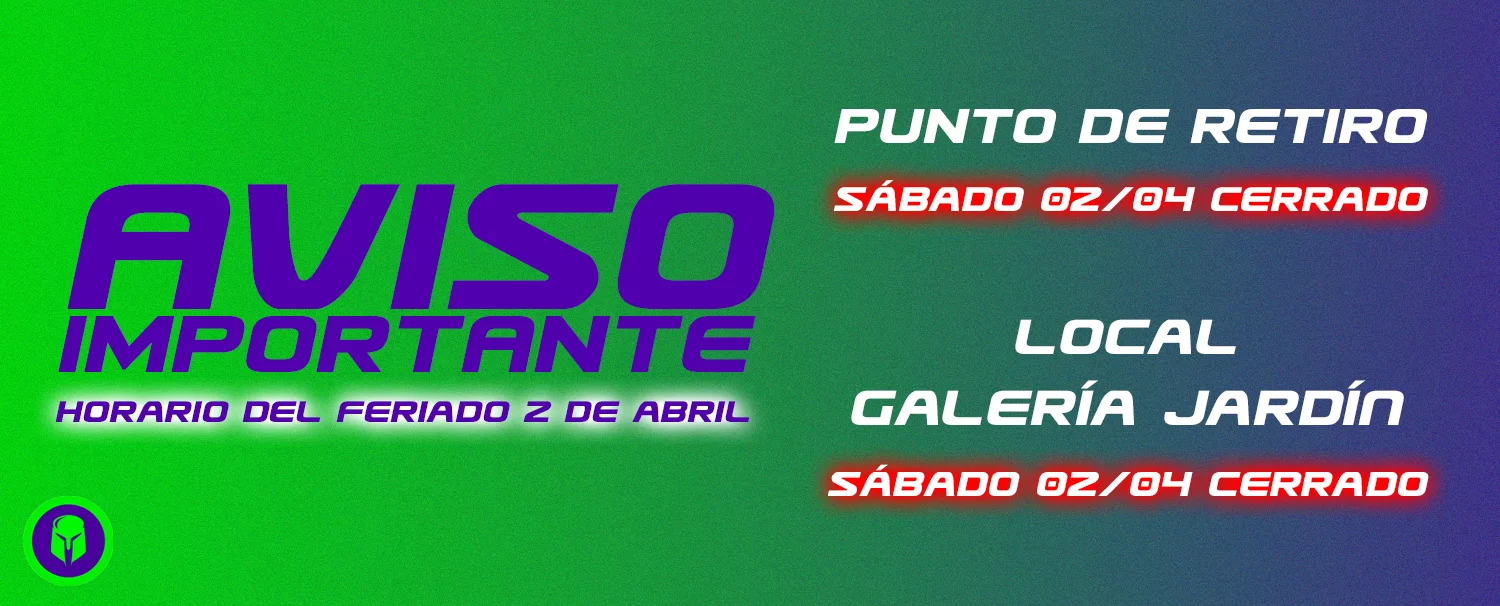 AVISO
IMPORTANTE
HORARIO DEL FERIADO 2 DE ABRIL
PUNTO DE RETIRO
SÁBADO 02/04 CERRADO
LOCAL
GALERÍA JARDÍN
SÁBADO 02/04 CERRADO